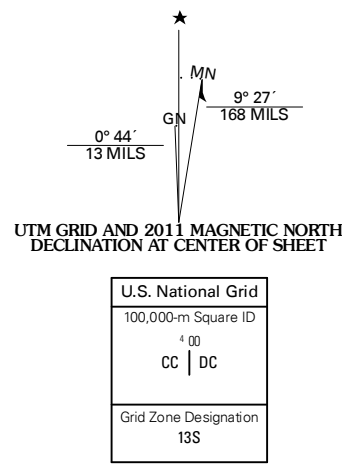 ★
MN
GN
9° 27´
168 MILS
0° 44´
13 MILS
UTM GRID AND 2011 MAGNETIC NORTH
DECLINATION AT CENTER OF SHEET
U.S. National Grid
100,000-m Square ID
4 00
CC | DC
Grid Zone Designation
13S